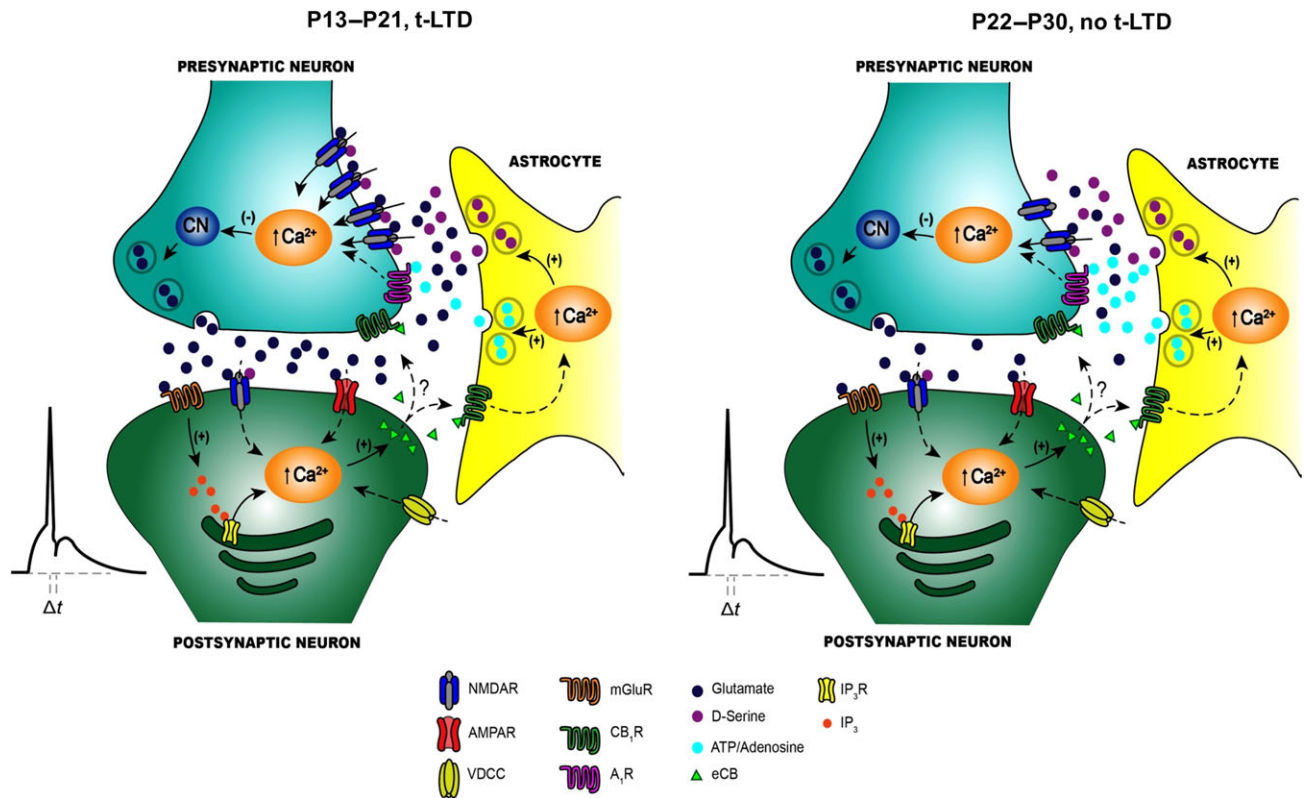 P13–P21, t-LTD
PRESYNAPTIC NEURON
ASTROCYTE
CN
(-)
↑Ca²⁺
(+)
↑Ca²⁺
(+)
?
(+)
(+)
↑Ca²⁺
Δt
POSTSYNAPTIC NEURON
P22–P30, no t-LTD
PRESYNAPTIC NEURON
ASTROCYTE
CN
(-)
↑Ca²⁺
(+)
↑Ca²⁺
(+)
?
(+)
(+)
↑Ca²⁺
Δt
POSTSYNAPTIC NEURON
NMDAR
AMPAR
VDCC
mGluR
CB₁R
A₁R
Glutamate
D-Serine
ATP/Adenosine
eCB
IP₃R
IP₃